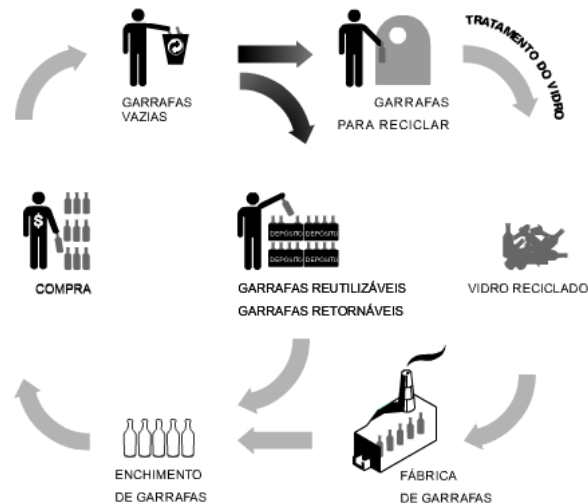 GARRAFAS
VAZIAS
GARRAFAS
PARA RECICLAR
TRATAMENTO DO VIDRO
$
COMPRA
DEPÓSITO DEPÓSITO
DEPÓSITO DEPÓSITO
GARRAFAS REUTILIZÁVEIS
GARRAFAS RETORNÁVEIS
VIDRO RECICLADO
ENCHIMENTO
DE GARRAFAS
FÁBRICA
DE GARRAFAS